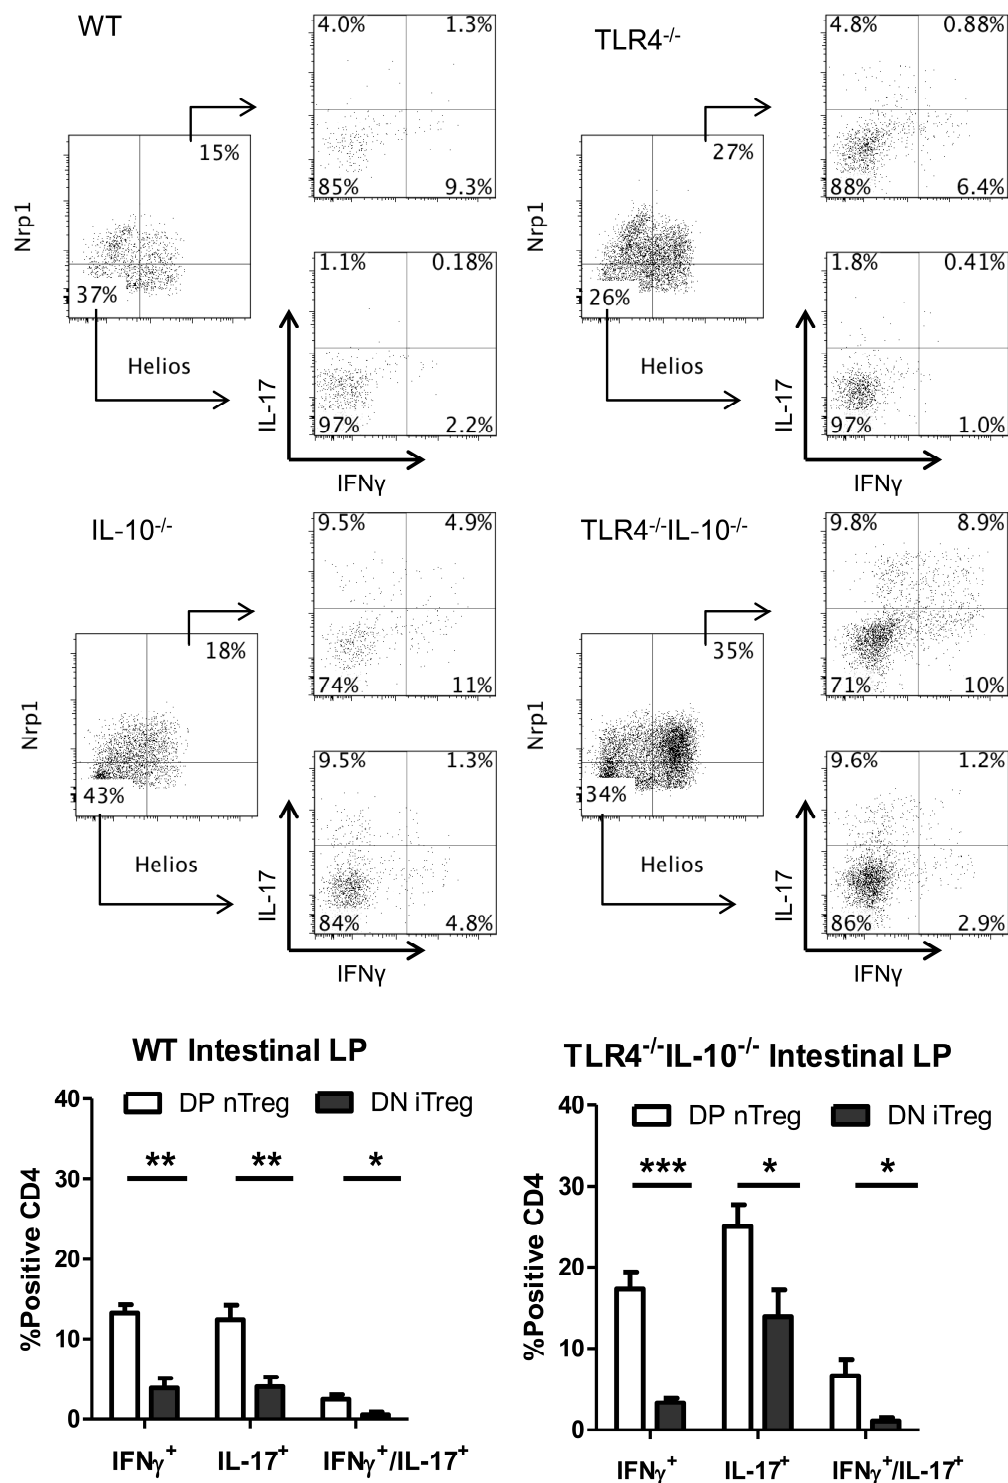 WT
4.0% 1.3%
15%
85% 9.3%
Nrp1
37%
Helios
1.1% 0.18%
97% 2.2%
IL-17
IFNγ
TLR4-/-
4.8% 0.88%
27%
88% 6.4%
Nrp1
26%
Helios
1.8% 0.41%
97% 1.0%
IL-17
IFNγ
IL-10-/-
9.5% 4.9%
18%
74% 11%
Nrp1
43%
Helios
9.5% 1.3%
84% 4.8%
IL-17
IFNγ
TLR4-/-IL-10-/-
9.8% 8.9%
35%
71% 10%
Nrp1
34%
Helios
9.6% 1.2%
86% 2.9%
IL-17
IFNγ
WT Intestinal LP
DP nTreg DN iTreg
%Positive CD4
40
30
20
10
0
** ** *
IFNγ+ IL-17+ IFNγ+/IL-17+
TLR4-/-IL-10-/- Intestinal LP
DP nTreg DN iTreg
%Positive CD4
40
30
20
10
0
*** * *
IFNγ+ IL-17+ IFNγ+/IL-17+